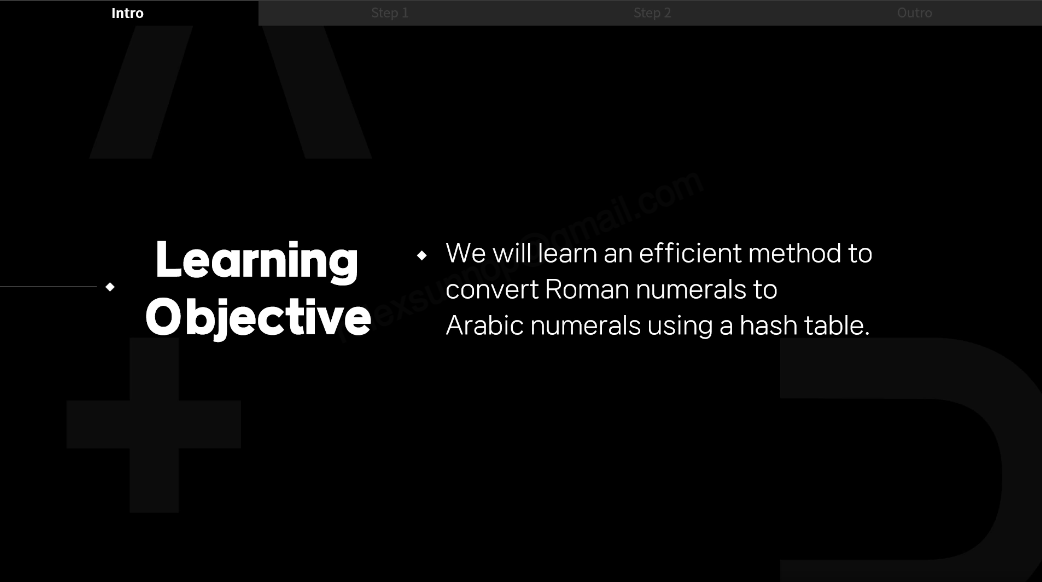 Intro
Step 1
Step 2
Outro
Learning
Objective
We will learn an efficient method to
convert Roman numerals to
Arabic numerals using a hash table.